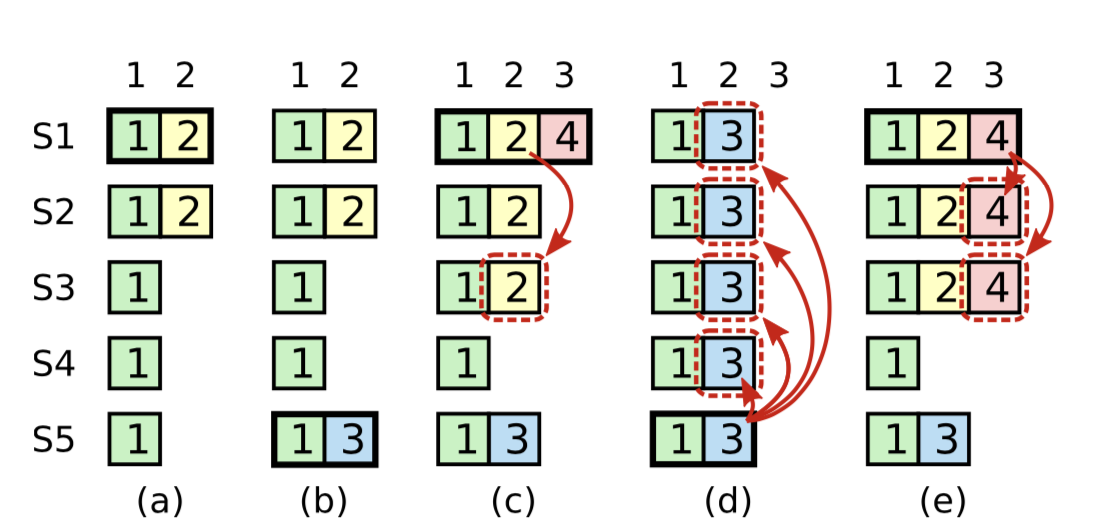 1 2 1 2 1 2 3 1 2 3 1 2 3
S1 1 2 1 2 1 2 4 1 3 1 2 4
S2 1 2 1 2 1 2 1 3 1 2 4
S3 1 1 1 2 1 3 1 2 4
S4 1 1 1 1 3 1
S5 1 1 3 1 3 1 3 1 3
(a) (b) (c) (d) (e)